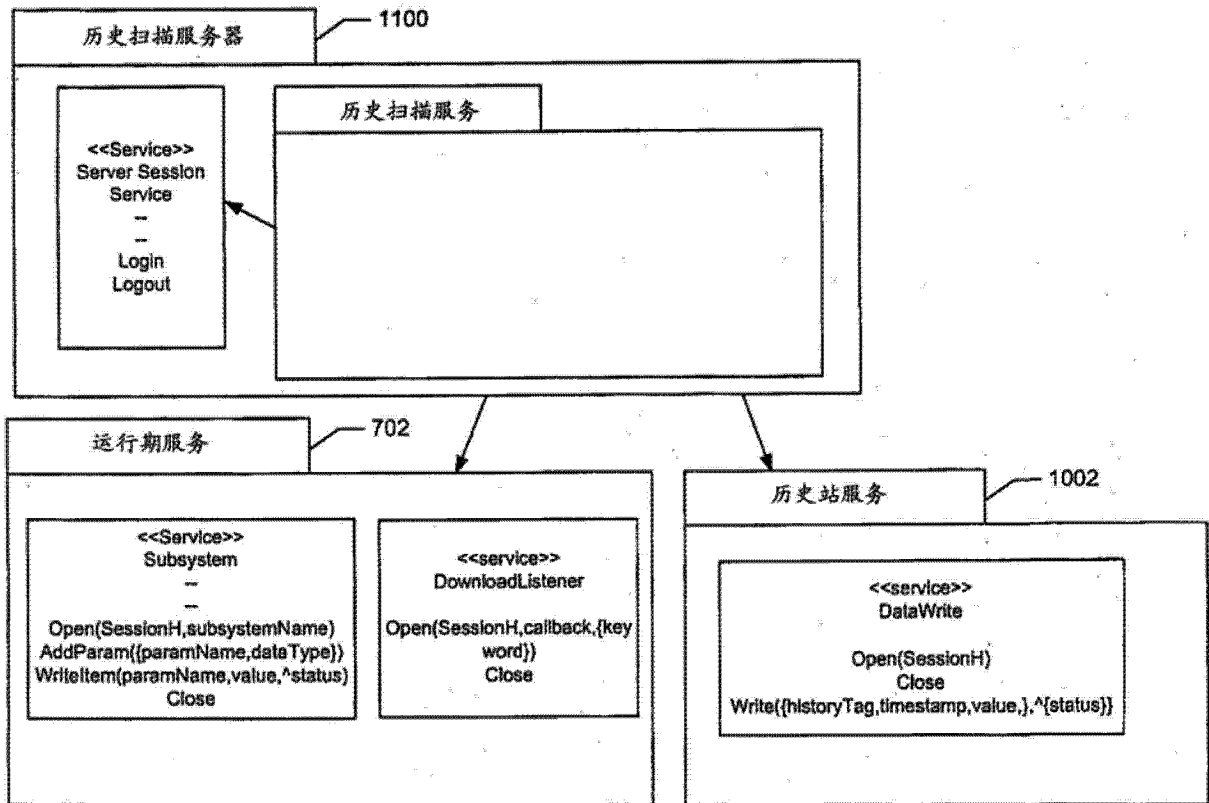 历史扫描服务器
1100
历史扫描服务
<<Service>>
Server Session
Service
--
--
Login
Logout
运行期服务
702
<<Service>>
Subsystem
--
--
Open(SessionH,subsystemName)
AddParam({paramName,dataType})
WriteItem(paramName,value,^status)
Close
<<service>>
DownloadListener
Open(SessionH,callback,{key
word})
Close
历史站服务
1002
<<service>>
DataWrite
Open(SessionH)
Close
Write({historyTag,timestamp,value,},^{status}}